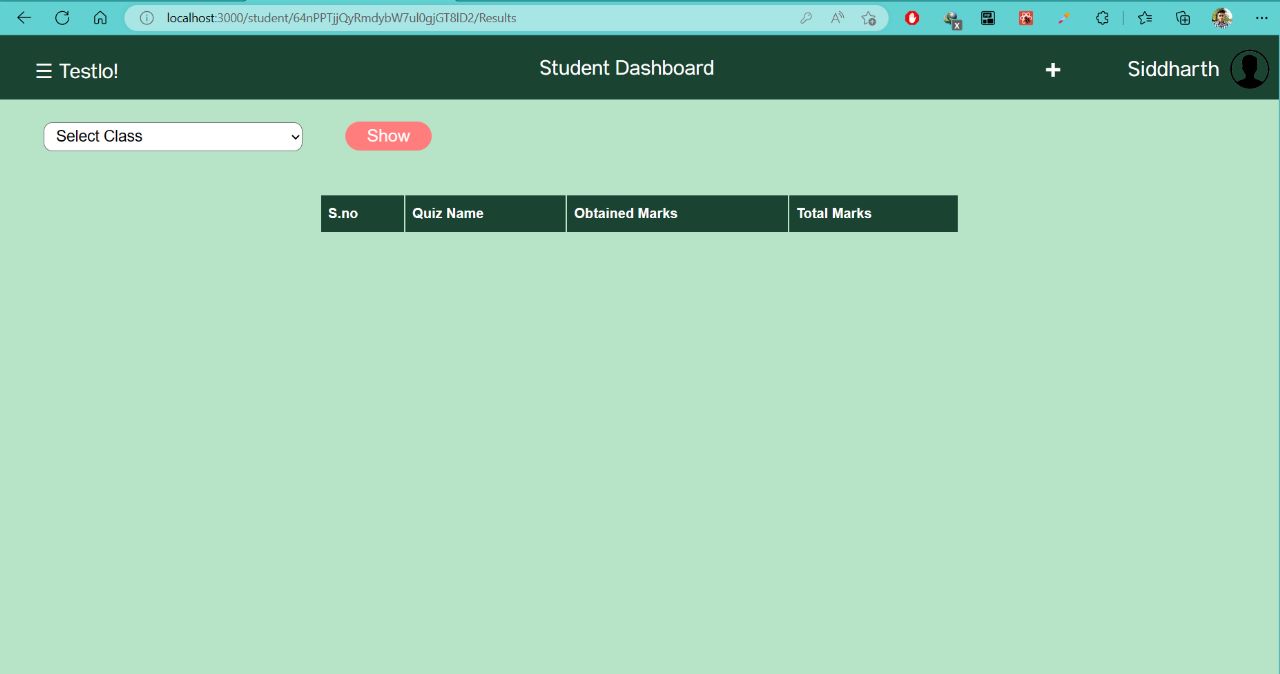 localhost:3000/student/64nPPTjjQyRmdybW7ul0gjGT8lD2/Results
☰ Testlo!
Student Dashboard
+
Siddharth
Select Class
Show
S.no Quiz Name Obtained Marks Total Marks